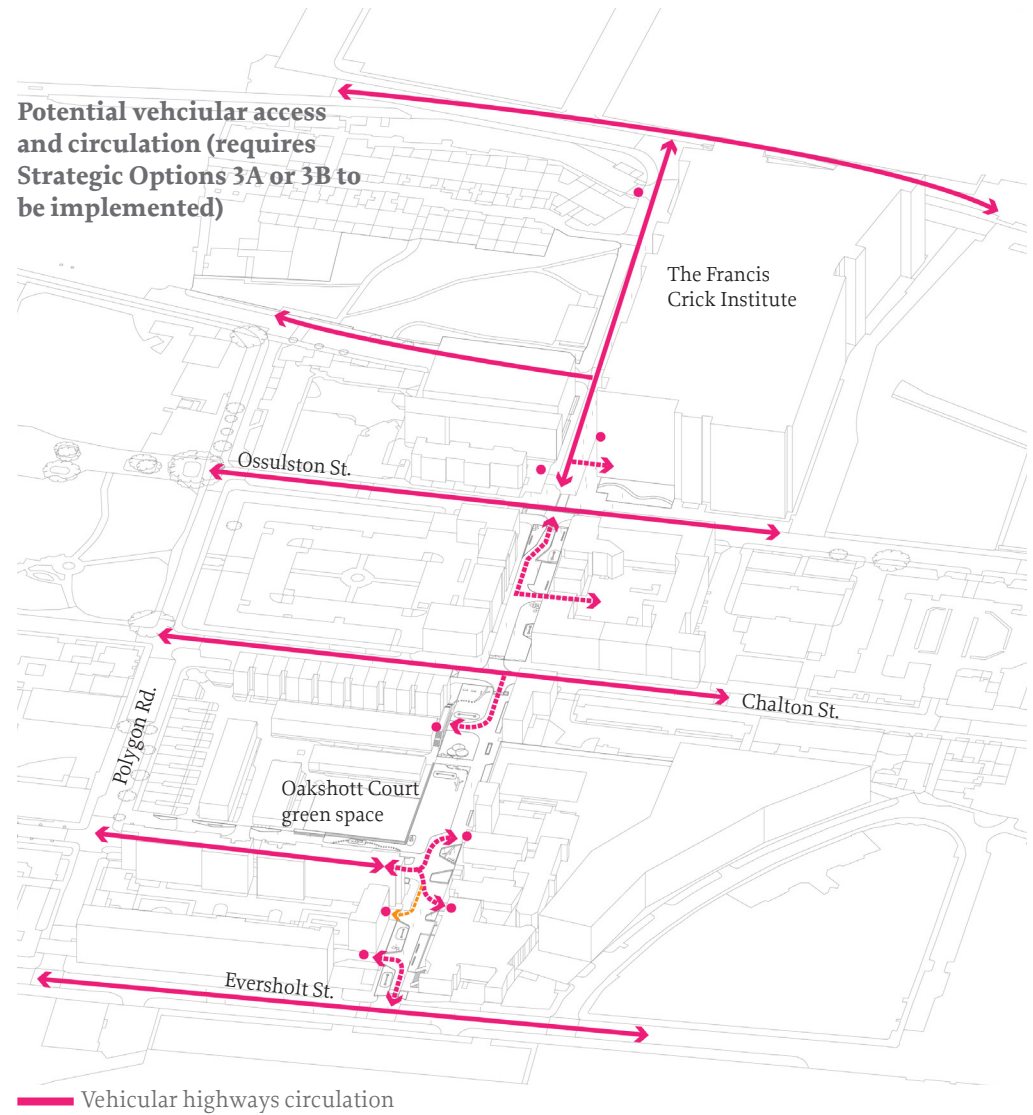 Potential vehciular access
and circulation (requires
Strategic Options 3A or 3B to
be implemented)
The Francis
Crick Institute
Ossulston St.
Chalton St.
Polygon Rd.
Oakshott Court
green space
Eversholt St.
Vehicular highways circulation